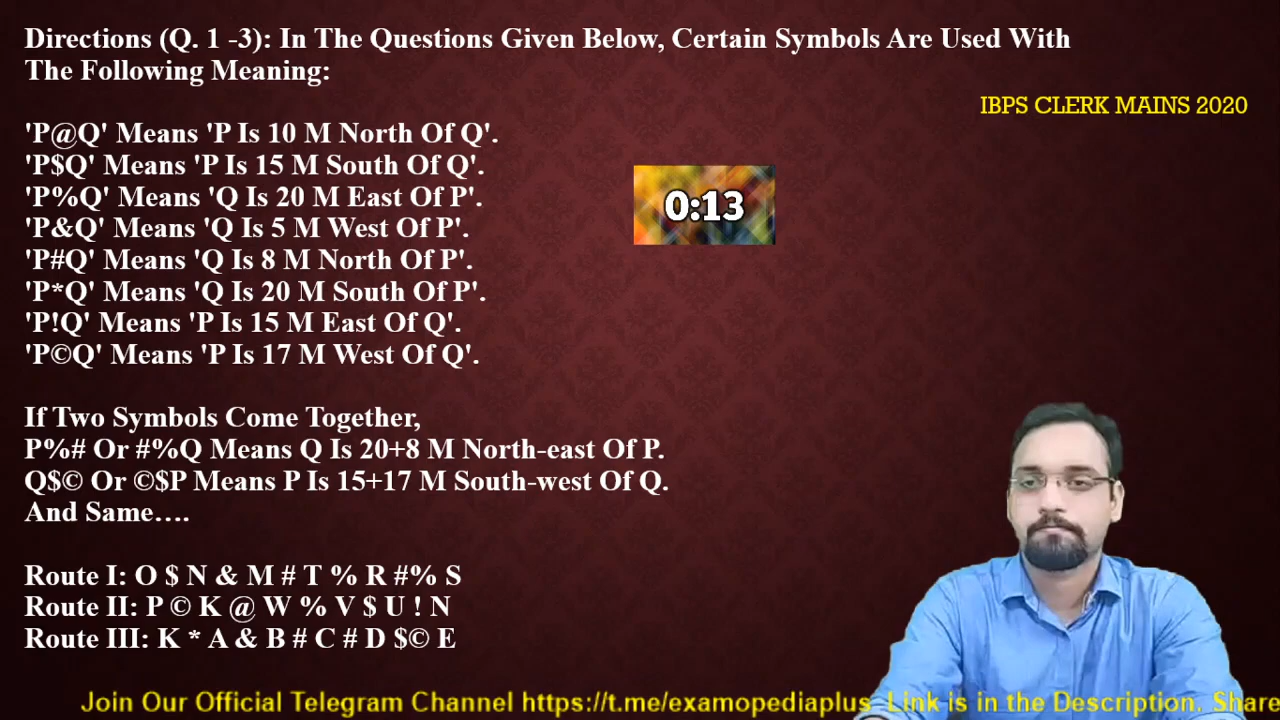 Directions (Q. 1 -3): In The Questions Given Below, Certain Symbols Are Used With
The Following Meaning:
IBPS CLERK MAINS 2020
'P@Q' Means 'P Is 10 M North Of Q'.
'P$Q' Means 'P Is 15 M South Of Q'.
'P%Q' Means 'Q Is 20 M East Of P'.
0:13
'P&Q' Means 'Q Is 5 M West Of P'.
'P#Q' Means 'Q Is 8 M North Of P'.
'P*Q' Means 'Q Is 20 M South Of P'.
'P!Q' Means 'P Is 15 M East Of Q'.
'P©Q' Means 'P Is 17 M West Of Q'.
If Two Symbols Come Together,
P%# Or #%Q Means Q Is 20+8 M North-east Of P.
Q$© Or ©$P Means P Is 15+17 M South-west Of Q.
And Same….
Route I: O $ N & M # T % R #% S
Route II: P © K @ W % V $ U ! N
Route III: K * A & B # C # D $© E
Join Our Official Telegram Channel https://t.me/examopediaplus Link is in the Description. Share